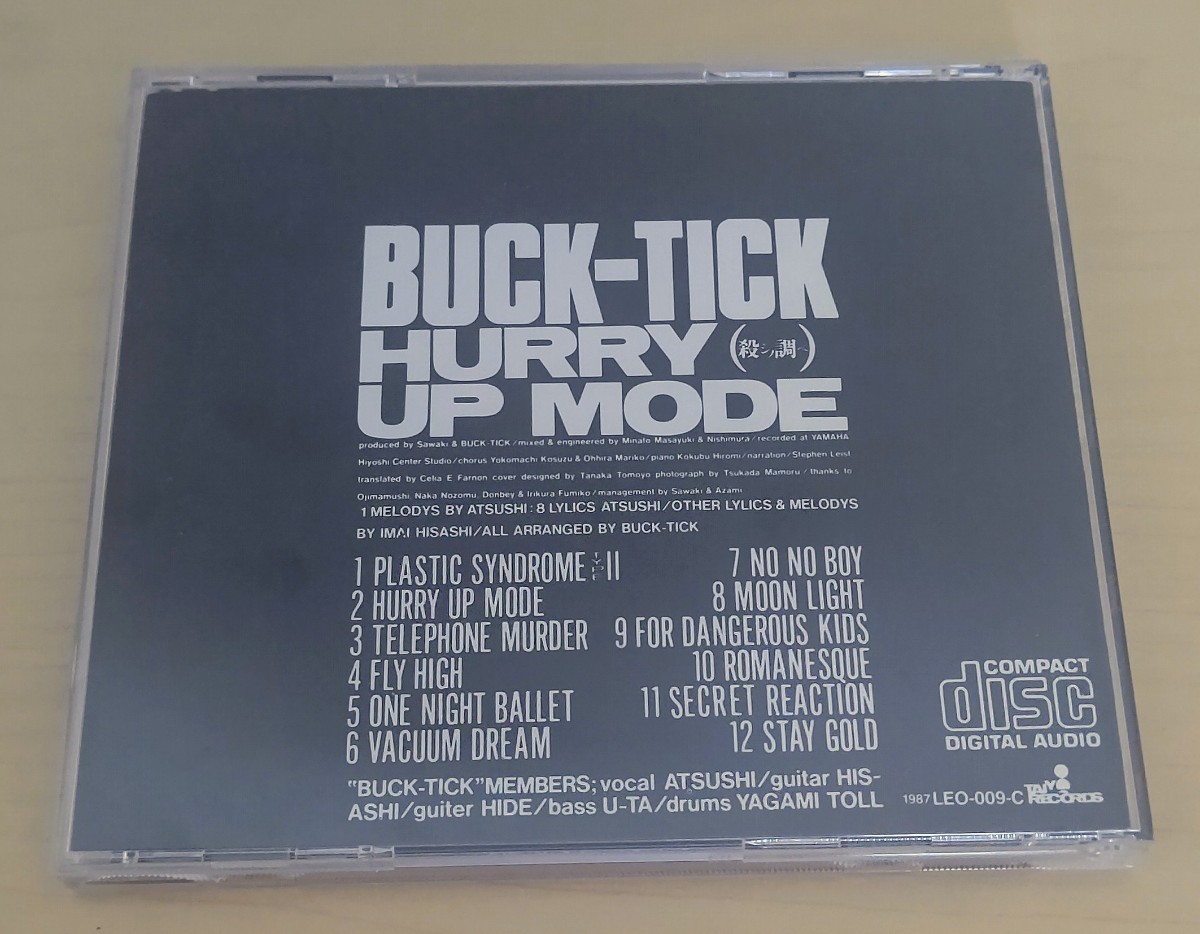 BUCK-TICK
HURRY (殺シノ調ベ)
UP MODE
produced by Sawaki & BUCK-TICK/mixed & engineered by Minato Masayuki & Nishimura/recorded at YAMAHA
Hiyoshi Center Studio/chorus Yokomachi Kosuzu & Ohhira Mariko/piano Kokubu Hiromi/narration/Stephen Leist
translated by Celia E Farnon cover designed by Tanaka Tomoyo photograph by Tsukada Mamoru/thanks to
Ojimamushi, Naka Nozomu, Donbey & Irikura Fumiko/management by Sawaki & Azami
1 MELODYS BY ATSUSHI: 8 LYLICS ATSUSHI/OTHER LYLICS & MELODYS
BY IMAI HISASHI/ALL ARRANGED BY BUCK-TICK
1 PLASTIC SYNDROME TYPE II
2 HURRY UP MODE
3 TELEPHONE MURDER
4 FLY HIGH
5 ONE NIGHT BALLET
6 VACUUM DREAM
7 NO NO BOY
8 MOON LIGHT
9 FOR DANGEROUS KIDS
10 ROMANESQUE
11 SECRET REACTION
12 STAY GOLD
"BUCK-TICK"MEMBERS; vocal ATSUSHI/guitar HIS-
ASHI/guiter HIDE/bass U-TA/drums YAGAMI TOLL
COMPACT
disc
DIGITAL AUDIO
1987 LEO-009-C
TAIYO
RECORDS